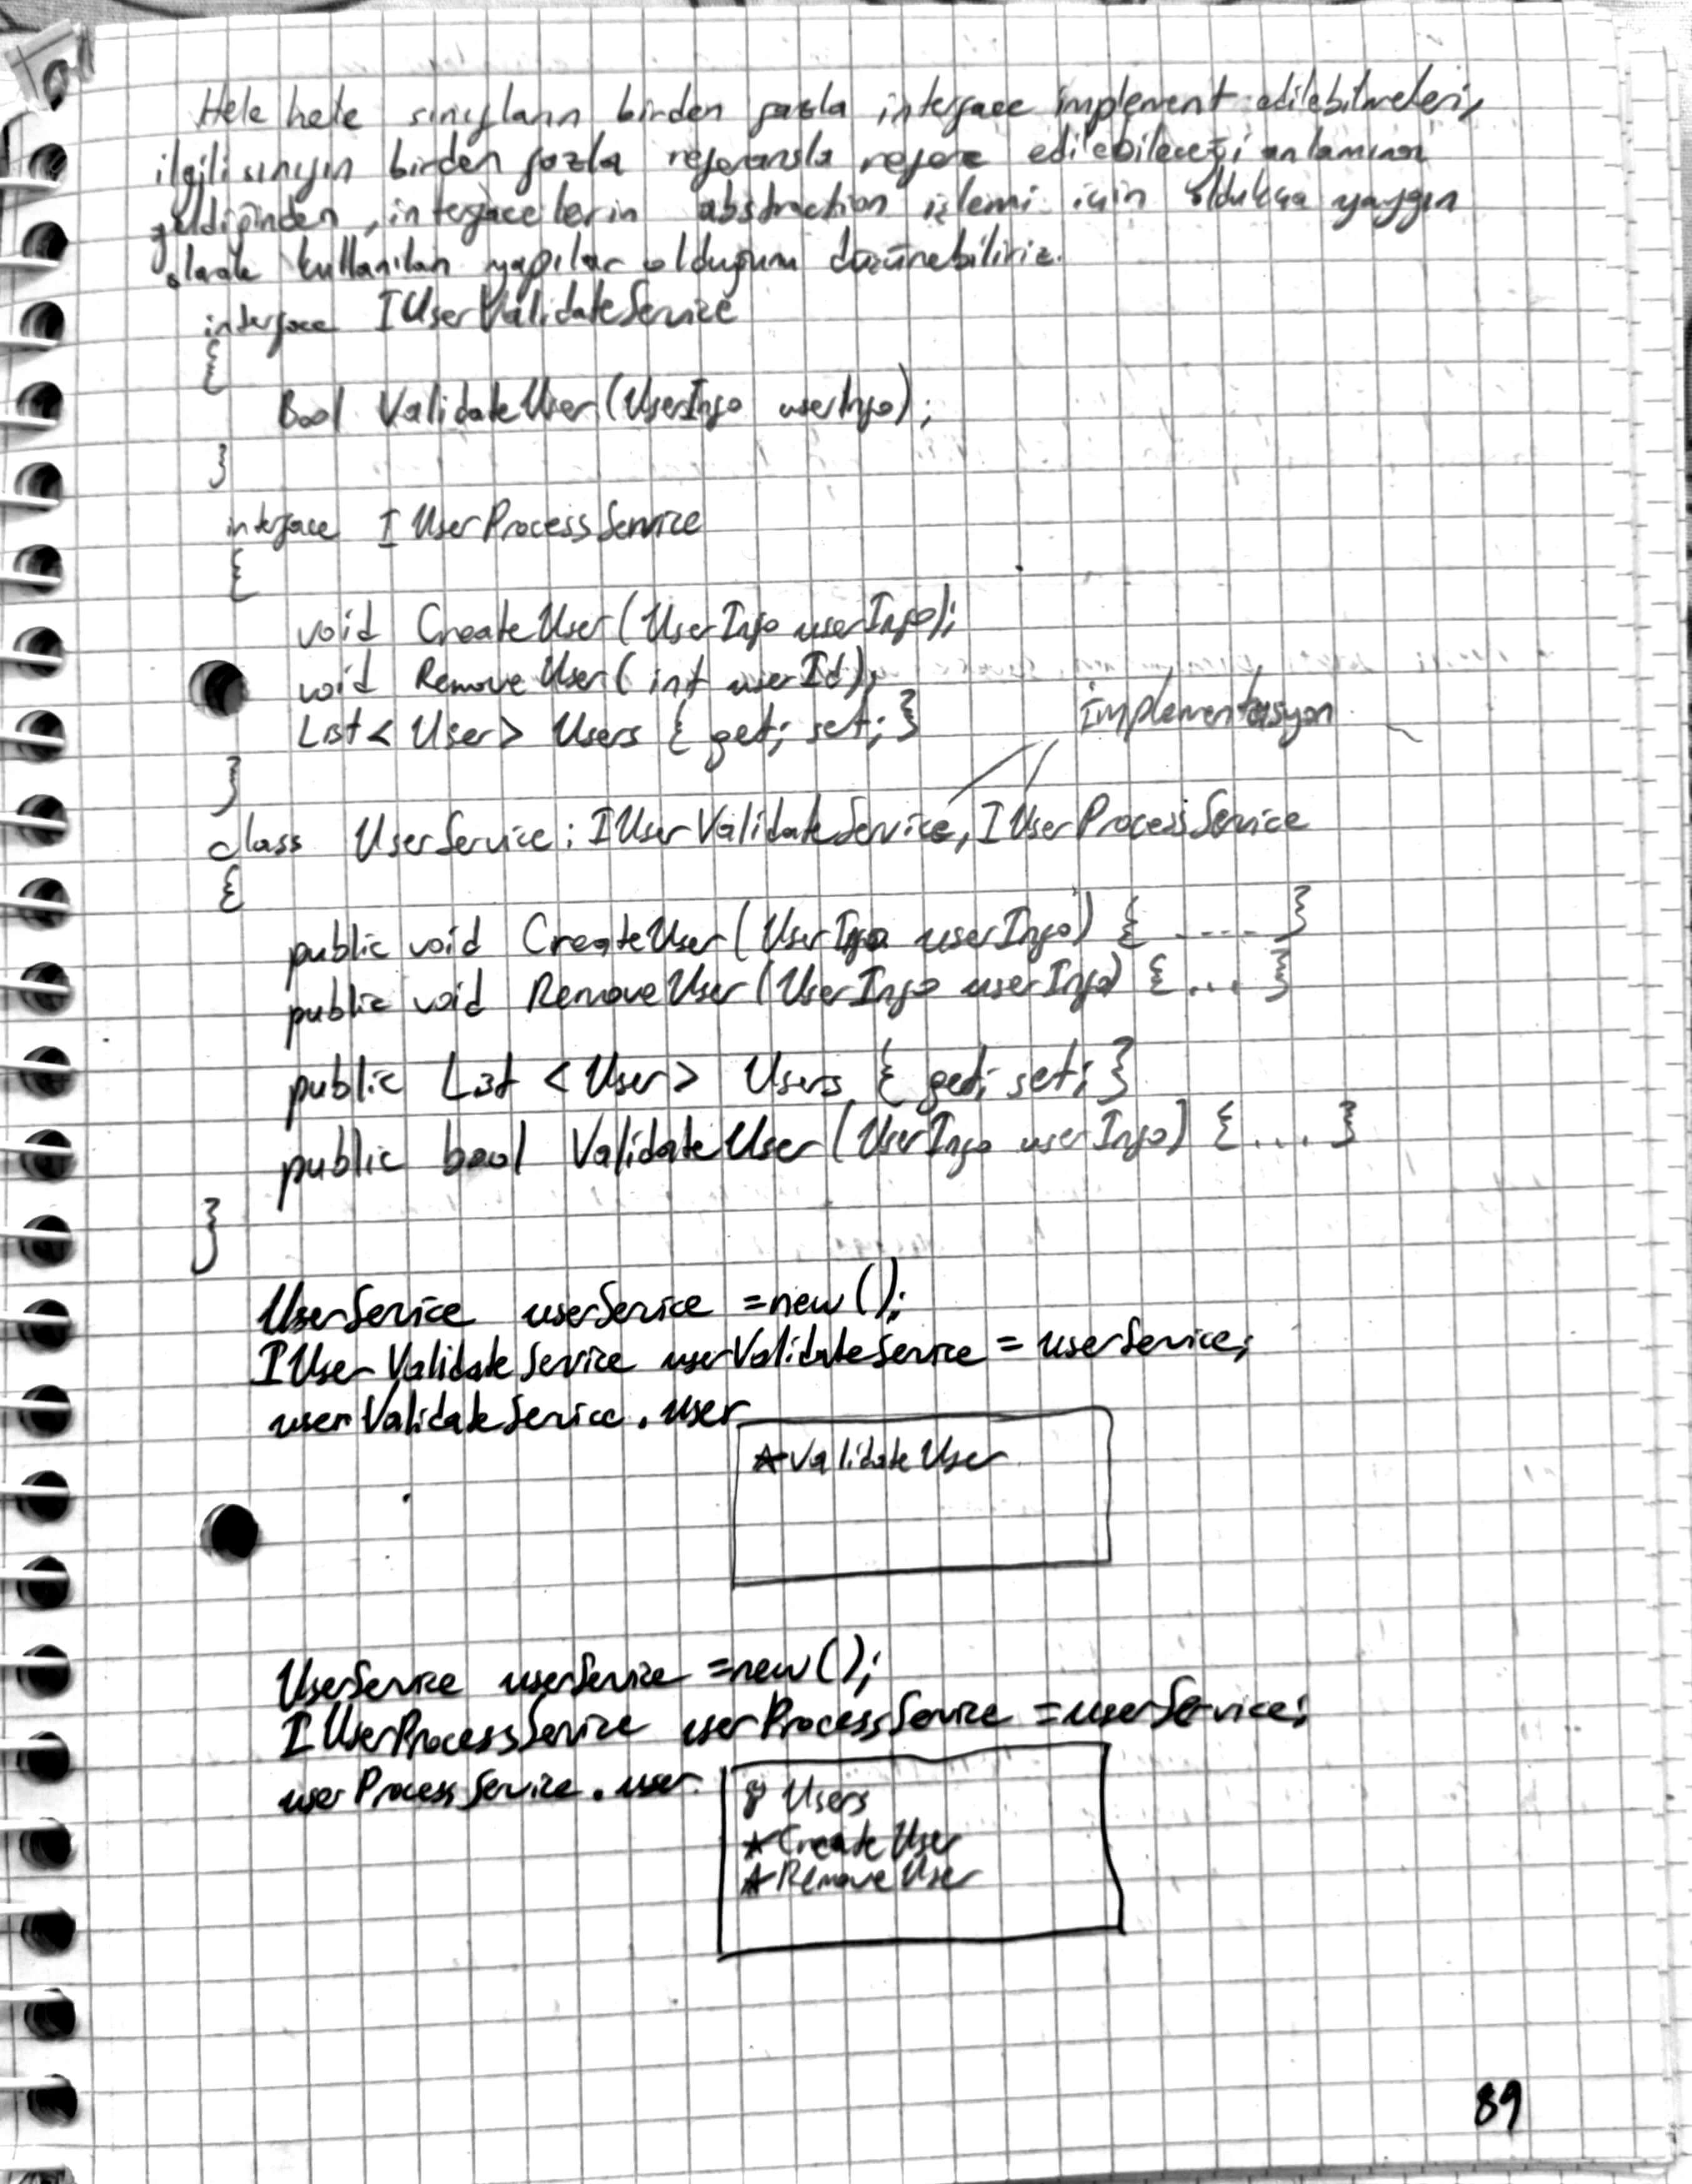 Hele hele sınıfların birden fazla interface implement edilebilmeleri,
ilgili sınıfın birden fazla referansla refere edilebileceği anlamına
geldiğinden, interfacelerin abstraction işlemi için oldukça yaygın
olarak kullanılan yapılar olduğunu düşünebiliriz.
interface IUserValidateService
{
Bool ValidateUser(UserInfo userInfo);
}
interface IUserProcessService
{
void CreateUser(UserInfo userInfo);
void RemoveUser(int userId);
List<User> Users { get; set; }
implementasyon
}
class UserService : IUserValidateService, IUserProcessService
{
public void CreateUser(UserInfo userInfo) { ..... }
public void RemoveUser(UserInfo userInfo) { ... }
public List <User> Users { get; set; }
public bool ValidateUser(UserInfo userInfo) { ... }
}
UserService userService = new();
IUserValidateService userValidateService = userService;
userValidateService.user
★ ValidateUser
UserService userService = new();
IUserProcessService userProcessService = userService;
userProcessService.user
Users
★ CreateUser
★ RemoveUser
89